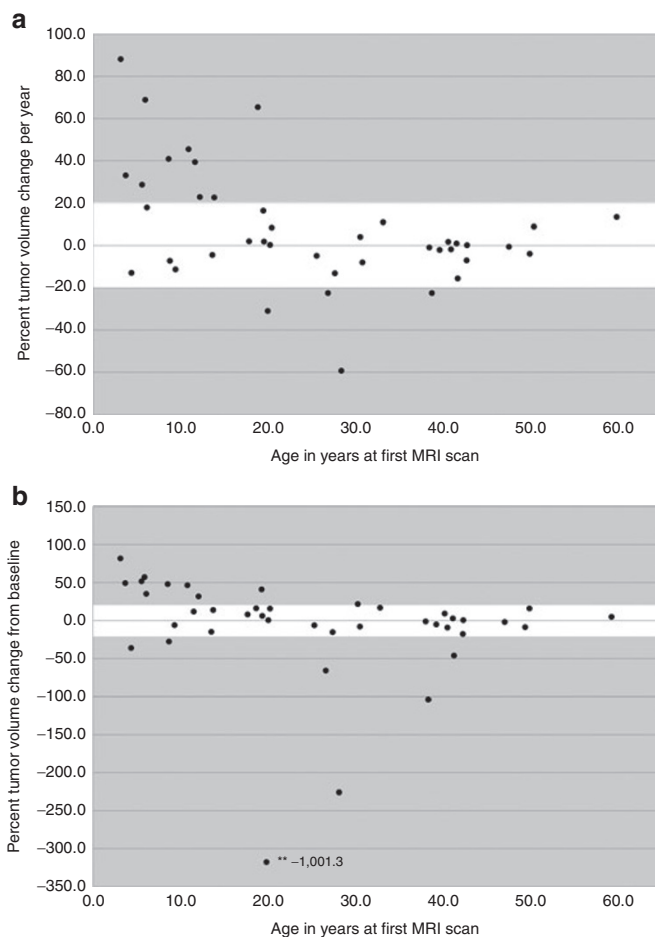 a
100.0
80.0
60.0
40.0
20.0
0.0
−20.0
−40.0
−60.0
−80.0
Percent tumor volume change per year
0.0 10.0 20.0 30.0 40.0 50.0 60.0
Age in years at first MRI scan
b
150.0
100.0
50.0
0.0
−50.0
−100.0
−150.0
−200.0
−250.0
−300.0
−350.0
Percent tumor volume change from baseline
** −1,001.3
0.0 10.0 20.0 30.0 40.0 50.0 60.0
Age in years at first MRI scan